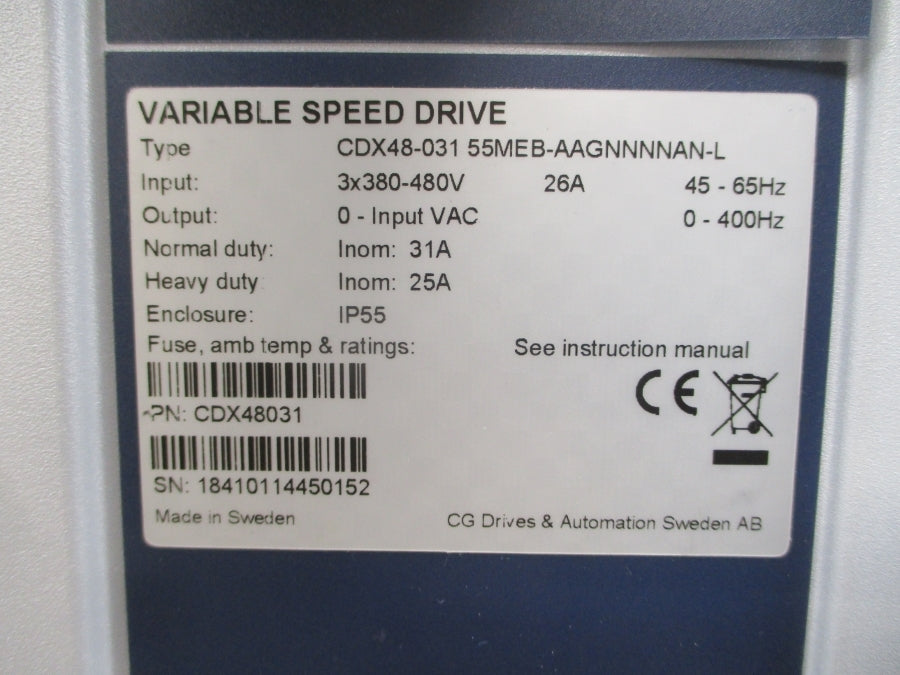 VARIABLE SPEED DRIVE
Type CDX48-031 55MEB-AAGNNNNAN-L
Input: 3x380-480V 26A 45 - 65Hz
Output: 0 - Input VAC 0 - 400Hz
Normal duty: Inom: 31A
Heavy duty Inom: 25A
Enclosure: IP55
Fuse, amb temp & ratings: See instruction manual
CE
PN: CDX48031
SN: 18410114450152
Made in Sweden CG Drives & Automation Sweden AB